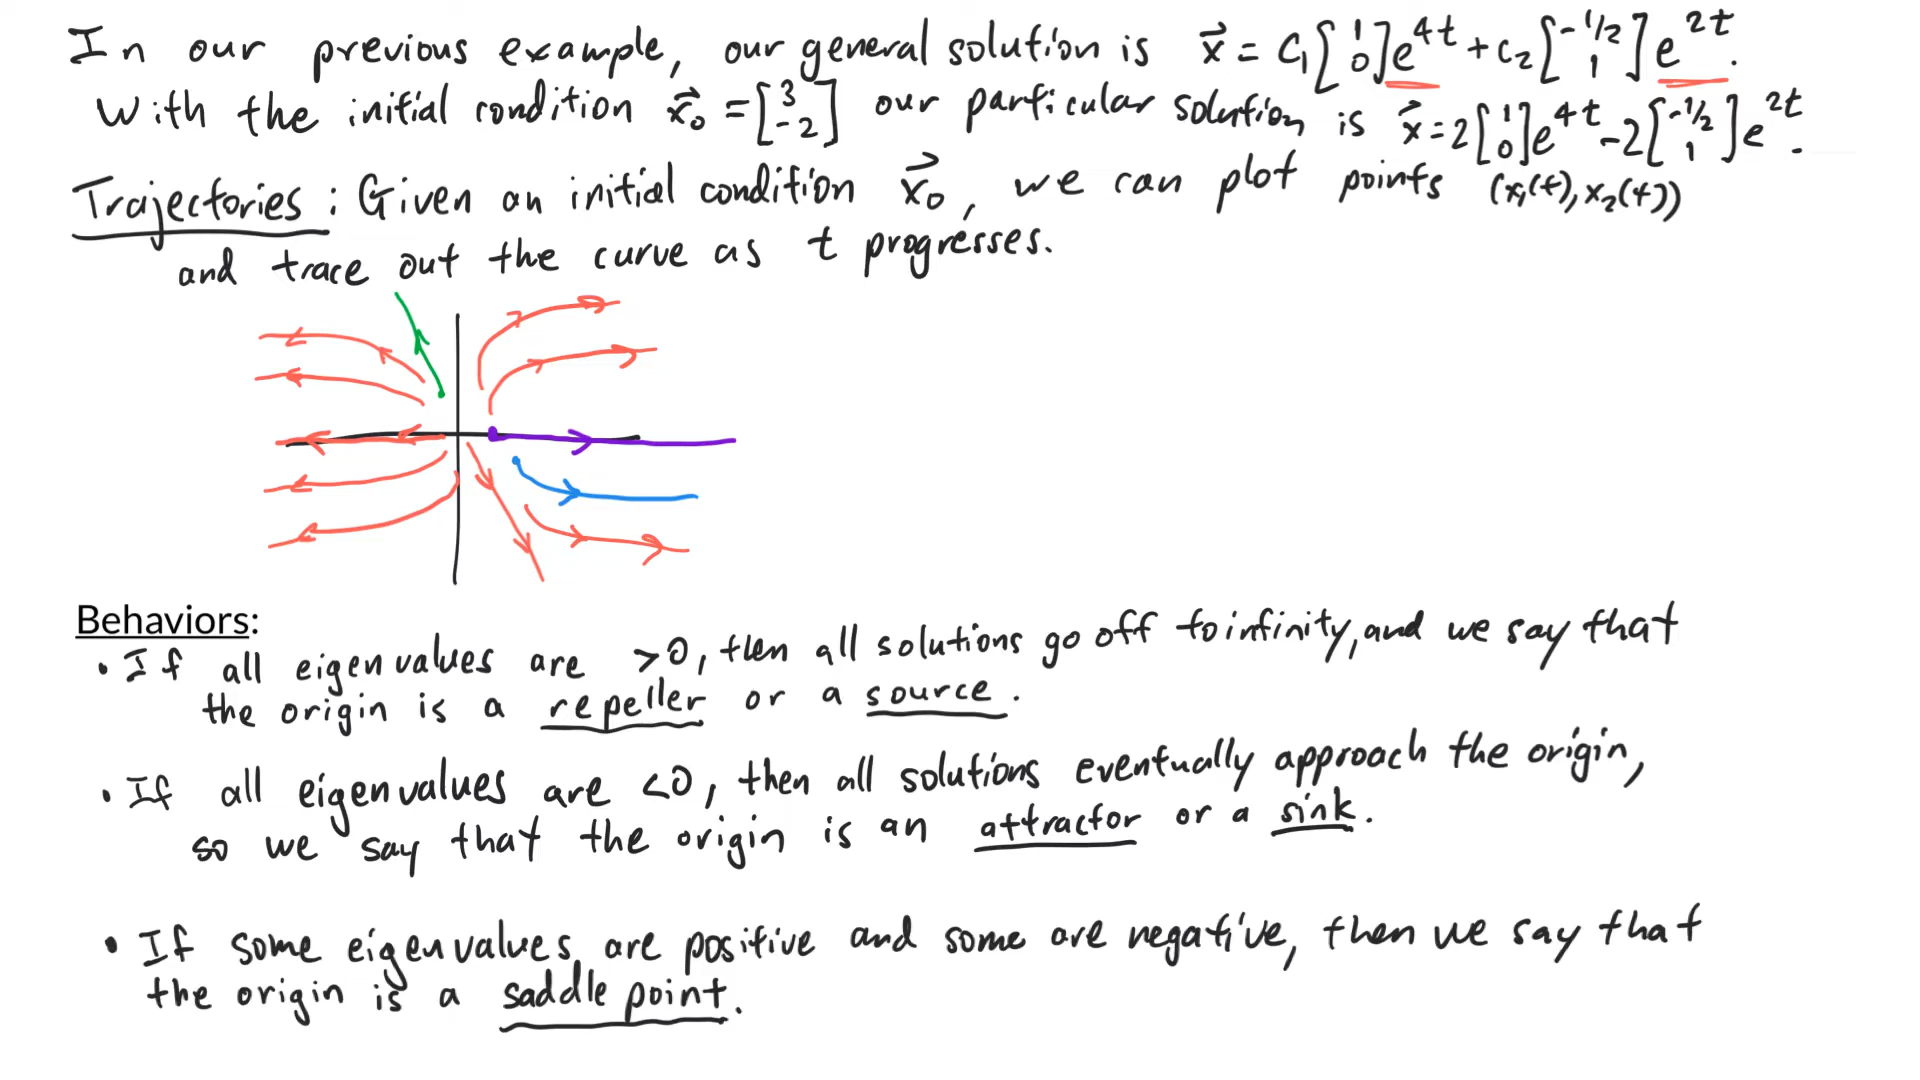 In our previous example, our general solution is x⃗ = C₁[1 0]e^{4t} + C₂[-1/2 1]e^{2t}.
With the initial condition x⃗₀ = [3 -2] our particular solution is x⃗ = 2[1 0]e^{4t} - 2[-1/2 1]e^{2t}.
Trajectories: Given an initial condition x⃗₀, we can plot points (x₁(t), x₂(t))
and trace out the curve as t progresses.
Behaviors:
• If all eigenvalues are >0, then all solutions go off to infinity, and we say that
the origin is a repeller or a source.
• If all eigenvalues are <0, then all solutions eventually approach the origin,
so we say that the origin is an attractor or a sink.
• If some eigenvalues are positive and some are negative, then we say that
the origin is a saddle point.